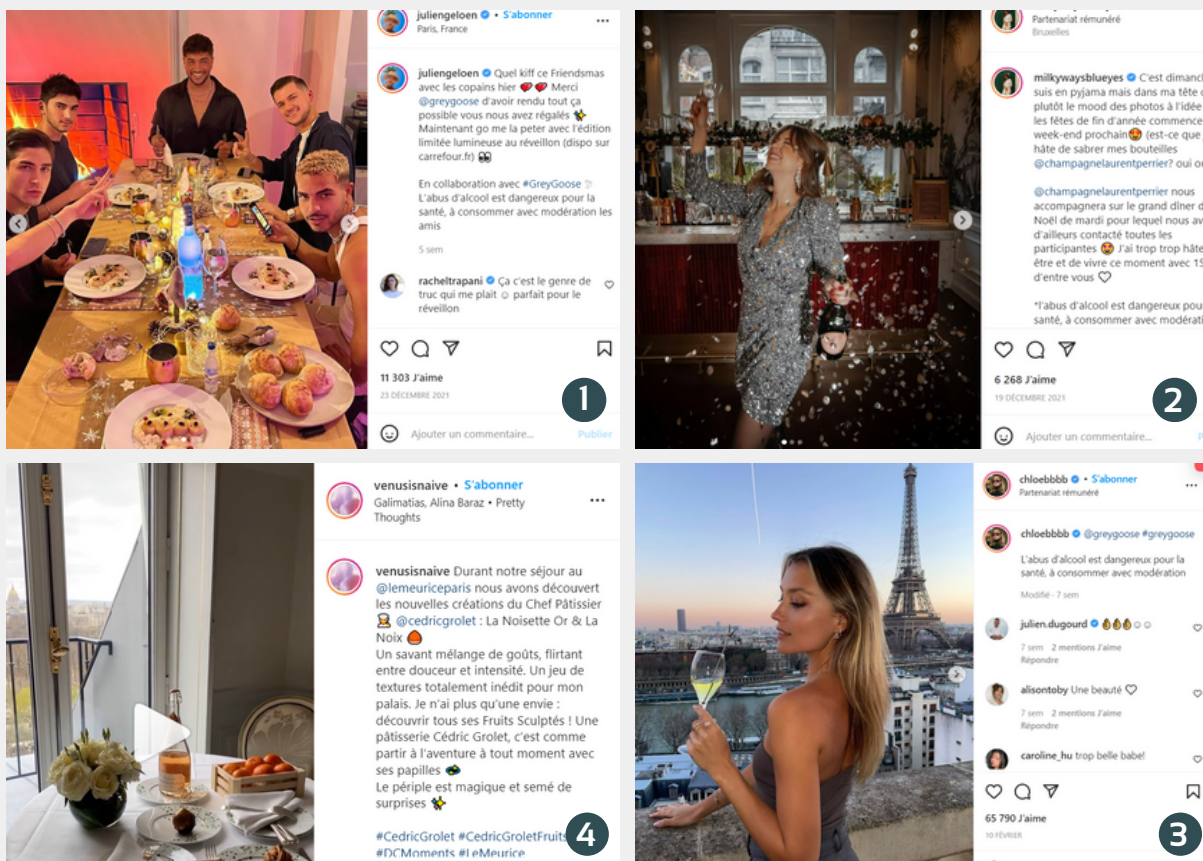 juliengeloen • S'abonner
Paris, France
juliengeloen Quel kiff ce Friendsmas
avec les copains hier Merci
@greygoose d'avoir rendu tout ça
possible vous nous avez régalés
Maintenant go me la peter avec l'édition
limitée lumineuse au réveillon (dispo sur
carrefour.fr)
En collaboration avec #GreyGoose
L'abus d'alcool est dangereux pour la
santé, à consommer avec modération les
amis
5 sem
racheltrapani Ça c'est le genre de
truc qui me plait ☺ parfait pour le
réveillon
11 303 J'aime
23 DÉCEMBRE 2021
Ajouter un commentaire...
Publier
1
Partenariat rémunéré
Bruxelles
milkywaysblueyes C'est dimanc
suis en pyjama mais dans ma tête
plutôt le mood des photos à l'idée
les fêtes de fin d'année commence
week-end prochain (est-ce que
hâte de sabrer mes bouteilles
@champagnelaurentperrier? oui ou
@champagnelaurentperrier nous
accompagnera sur le grand dîner d
Noël de mardi pour lequel nous av
d'ailleurs contacté toutes les
participantes J'ai trop trop hâte
être et de vivre ce moment avec 15
d'entre vous ♡
*l'abus d'alcool est dangereux pou
santé, à consommer avec modérati
6 268 J'aime
19 DÉCEMBRE 2021
Ajouter un commentaire...
P
2
venusisnaive • S'abonner
Galimatias, Alina Baraz • Pretty
Thoughts
venusisnaive Durant notre séjour au
@lemeuriceparis nous avons découvert
les nouvelles créations du Chef Pâtissier
@cedricgrolet : La Noisette Or & La
Noix
Un savant mélange de goûts, flirtant
entre douceur et intensité. Un jeu de
textures totalement inédit pour mon
palais. Je n'ai plus qu'une envie :
découvrir tous ses Fruits Sculptés ! Une
pâtisserie Cédric Grolet, c'est comme
partir à l'aventure à tout moment avec
ses papilles
Le périple est magique et semé de
surprises
#CedricGrolet #CedricGroletFruits
#DCMoments #LeMeurice
4
chloebbbb • S'abonner
Partenariat rémunéré
chloebbbb @greygoose #greygoose
L'abus d'alcool est dangereux pour la
santé, à consommer avec modération
Modifié · 7 sem
julien.dugourd
7 sem 2 mentions J'aime
Répondre
alisontoby Une beauté ♡
7 sem 2 mentions J'aime
Répondre
caroline_hu trop belle babe!
65 790 J'aime
10 FÉVRIER
3